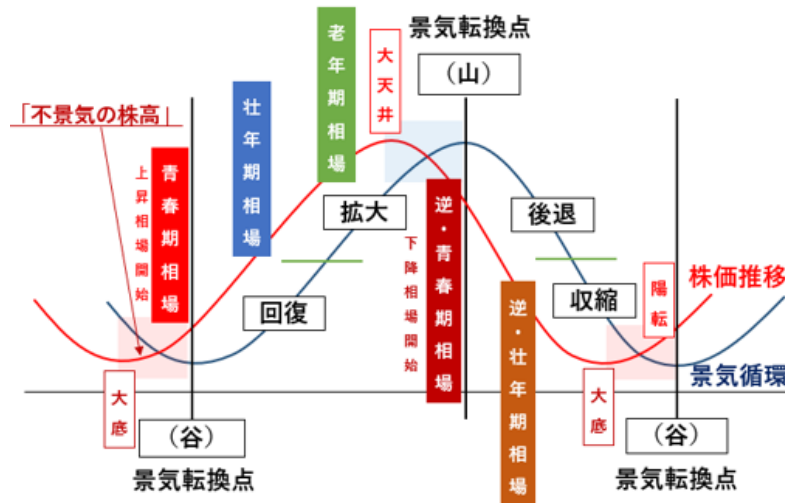 景気転換点
（山）
大天井
老年期相場
壮年期相場
「不景気の株高」
青春期相場
上昇相場開始
拡大
回復
逆・青春期相場
下降相場開始
後退
収縮
陽転
株価推移
景気循環
逆・壮年期相場
大底
（谷）
景気転換点
大底
（谷）
景気転換点